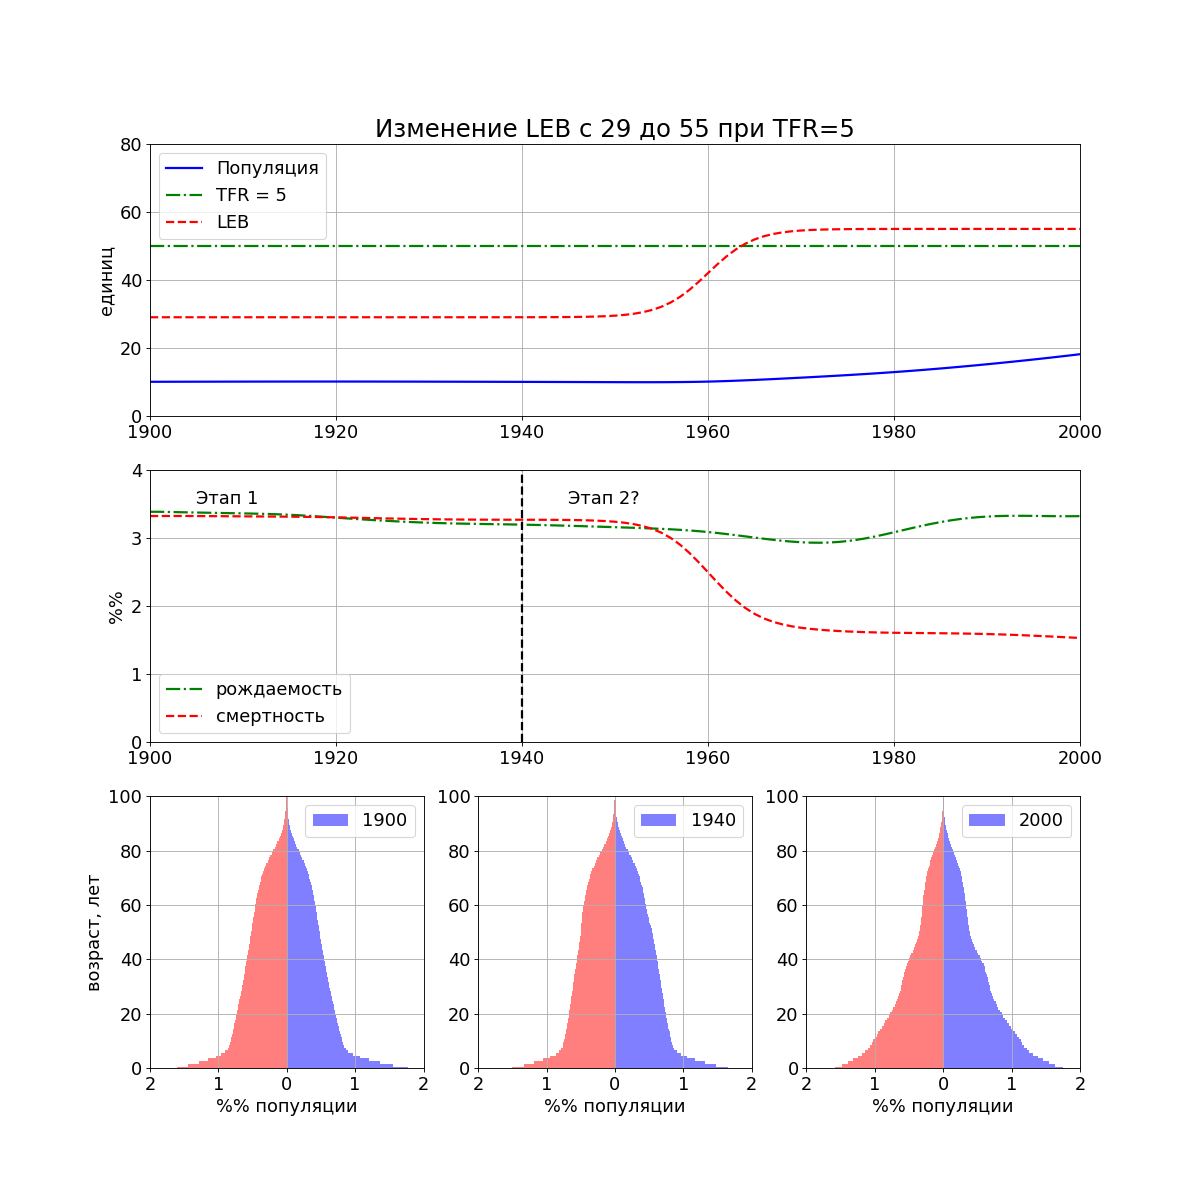 Изменение LEB с 29 до 55 при TFR=5
80
60
40
20
0
единиц
Популяция
TFR = 5
LEB
1900 1920 1940 1960 1980 2000
4
3
2
1
0
%%
Этап 1 Этап 2?
рождаемость
смертность
1900 1920 1940 1960 1980 2000
100
80
60
40
20
0
возраст, лет
1900
2 1 0 1 2
%% популяции
100
80
60
40
20
0
1940
2 1 0 1 2
%% популяции
100
80
60
40
20
0
2000
2 1 0 1 2
%% популяции